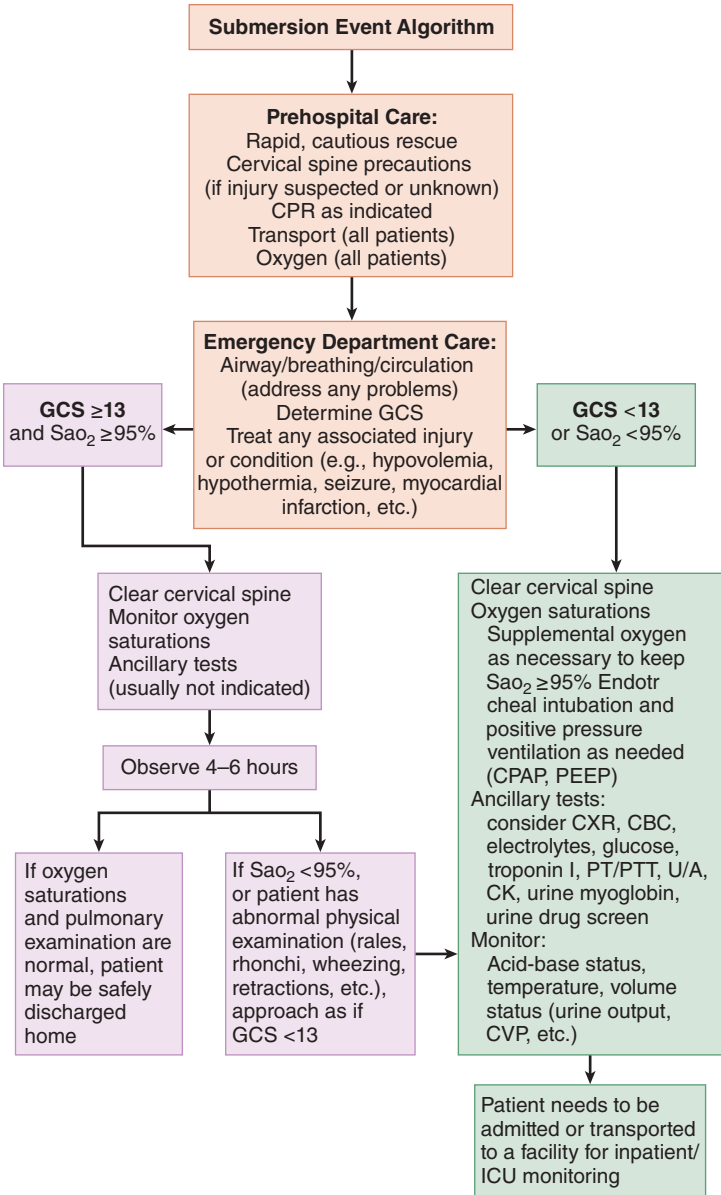 Submersion Event Algorithm
Prehospital Care:
Rapid, cautious rescue
Cervical spine precautions
(if injury suspected or unknown)
CPR as indicated
Transport (all patients)
Oxygen (all patients)
Emergency Department Care:
Airway/breathing/circulation
(address any problems)
Determine GCS
Treat any associated injury
or condition (e.g., hypovolemia,
hypothermia, seizure, myocardial
infarction, etc.)
GCS ≥13
and Sao₂ ≥95%
GCS <13
or Sao₂ <95%
Clear cervical spine
Monitor oxygen
saturations
Ancillary tests
(usually not indicated)
Observe 4–6 hours
If oxygen
saturations
and pulmonary
examination are
normal, patient
may be safely
discharged
home
If Sao₂ <95%,
or patient has
abnormal physical
examination (rales,
rhonchi, wheezing,
retractions, etc.),
approach as if
GCS <13
Clear cervical spine
Oxygen saturations
Supplemental oxygen
as necessary to keep
Sao₂ ≥95% Endotr
cheal intubation and
positive pressure
ventilation as needed
(CPAP, PEEP)
Ancillary tests:
consider CXR, CBC,
electrolytes, glucose,
troponin I, PT/PTT, U/A,
CK, urine myoglobin,
urine drug screen
Monitor:
Acid-base status,
temperature, volume
status (urine output,
CVP, etc.)
Patient needs to be
admitted or transported
to a facility for inpatient/
ICU monitoring